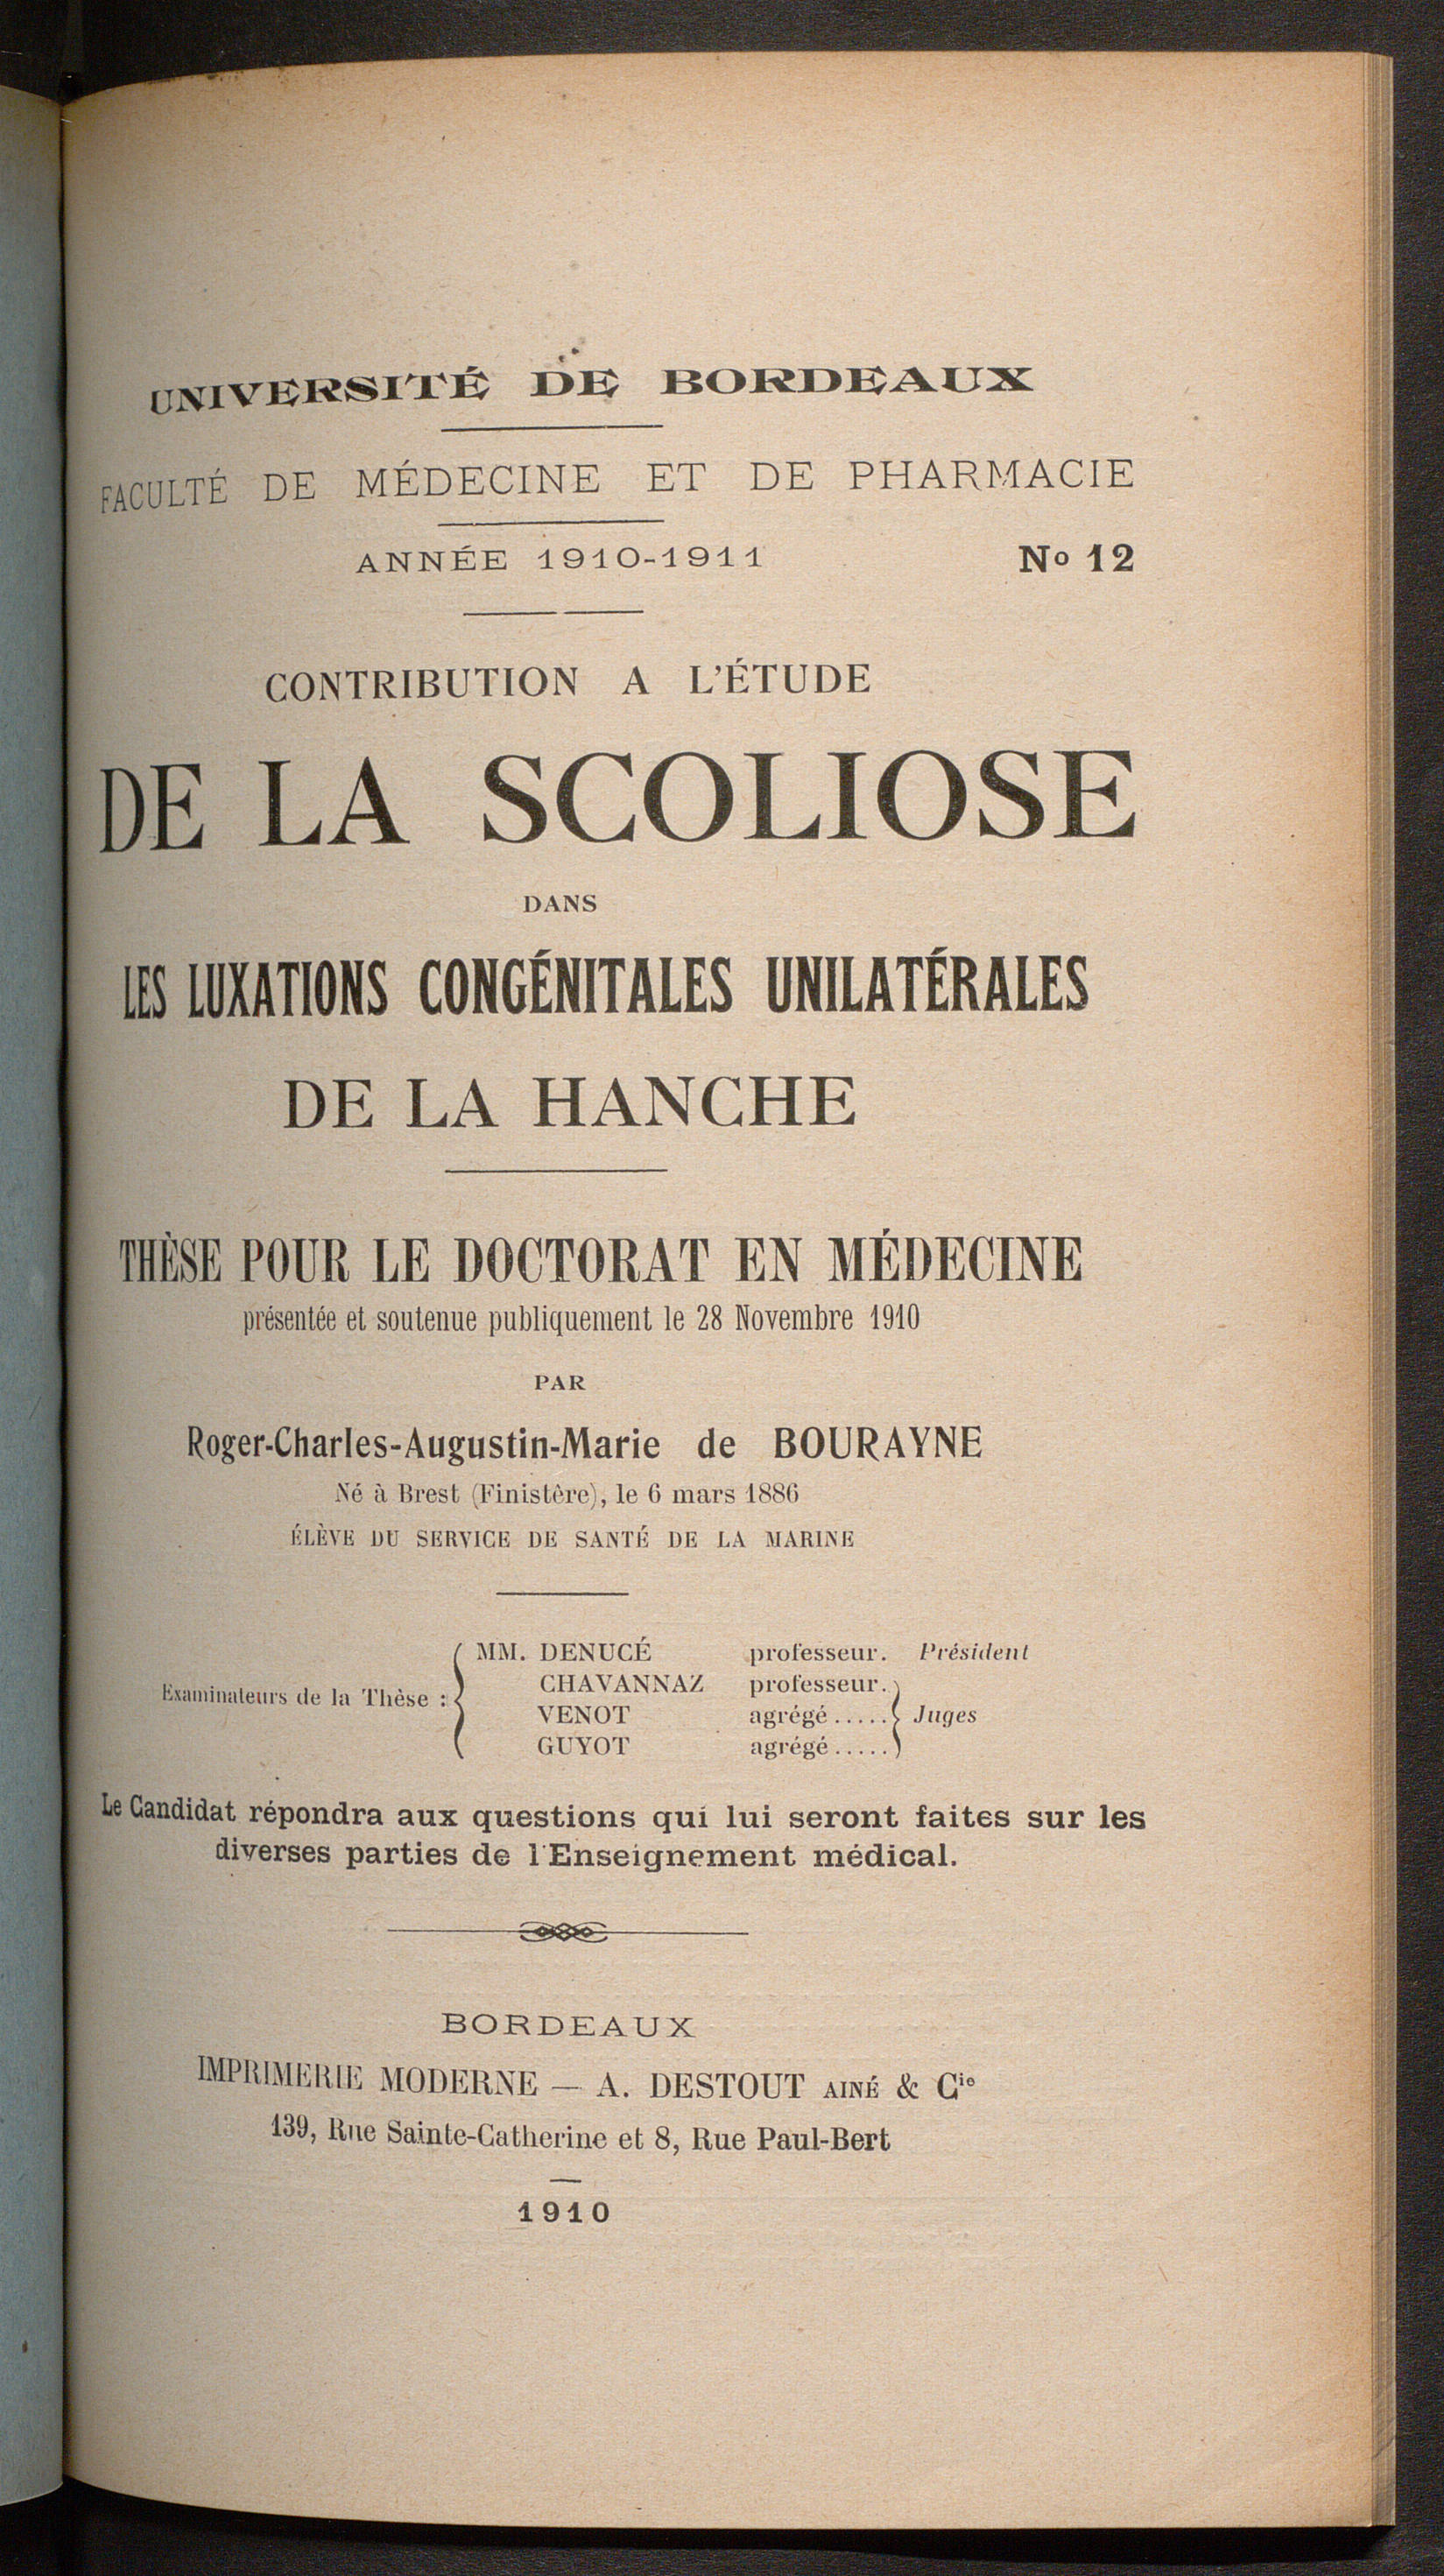 UNIVERSITÉ DE BORDEAUX
FACULTÉ DE MÉDECINE ET DE PHARMACIE
ANNÉE 1910-1911 No 12
CONTRIBUTION A L'ÉTUDE
DE LA SCOLIOSE
DANS
LES LUXATIONS CONGÉNITALES UNILATÉRALES
DE LA HANCHE
THÈSE POUR LE DOCTORAT EN MÉDECINE
présentée et soutenue publiquement le 28 Novembre 1910
PAR
Roger-Charles-Augustin-Marie de BOURAYNE
Né à Brest (Finistère), le 6 mars 1886
ÉLÈVE DU SERVICE DE SANTÉ DE LA MARINE
MM. DENUCÉ professeur. Président
CHAVANNAZ professeur.
Examinateurs de la Thèse :
VENOT agrégé ..... Juges
GUYOT agrégé .....
Le Candidat répondra aux questions qui lui seront faites sur les
diverses parties de l'Enseignement médical.
BORDEAUX
IMPRIMERIE MODERNE — A. DESTOUT AINÉ & Cie
139, Rue Sainte-Catherine et 8, Rue Paul-Bert
1910